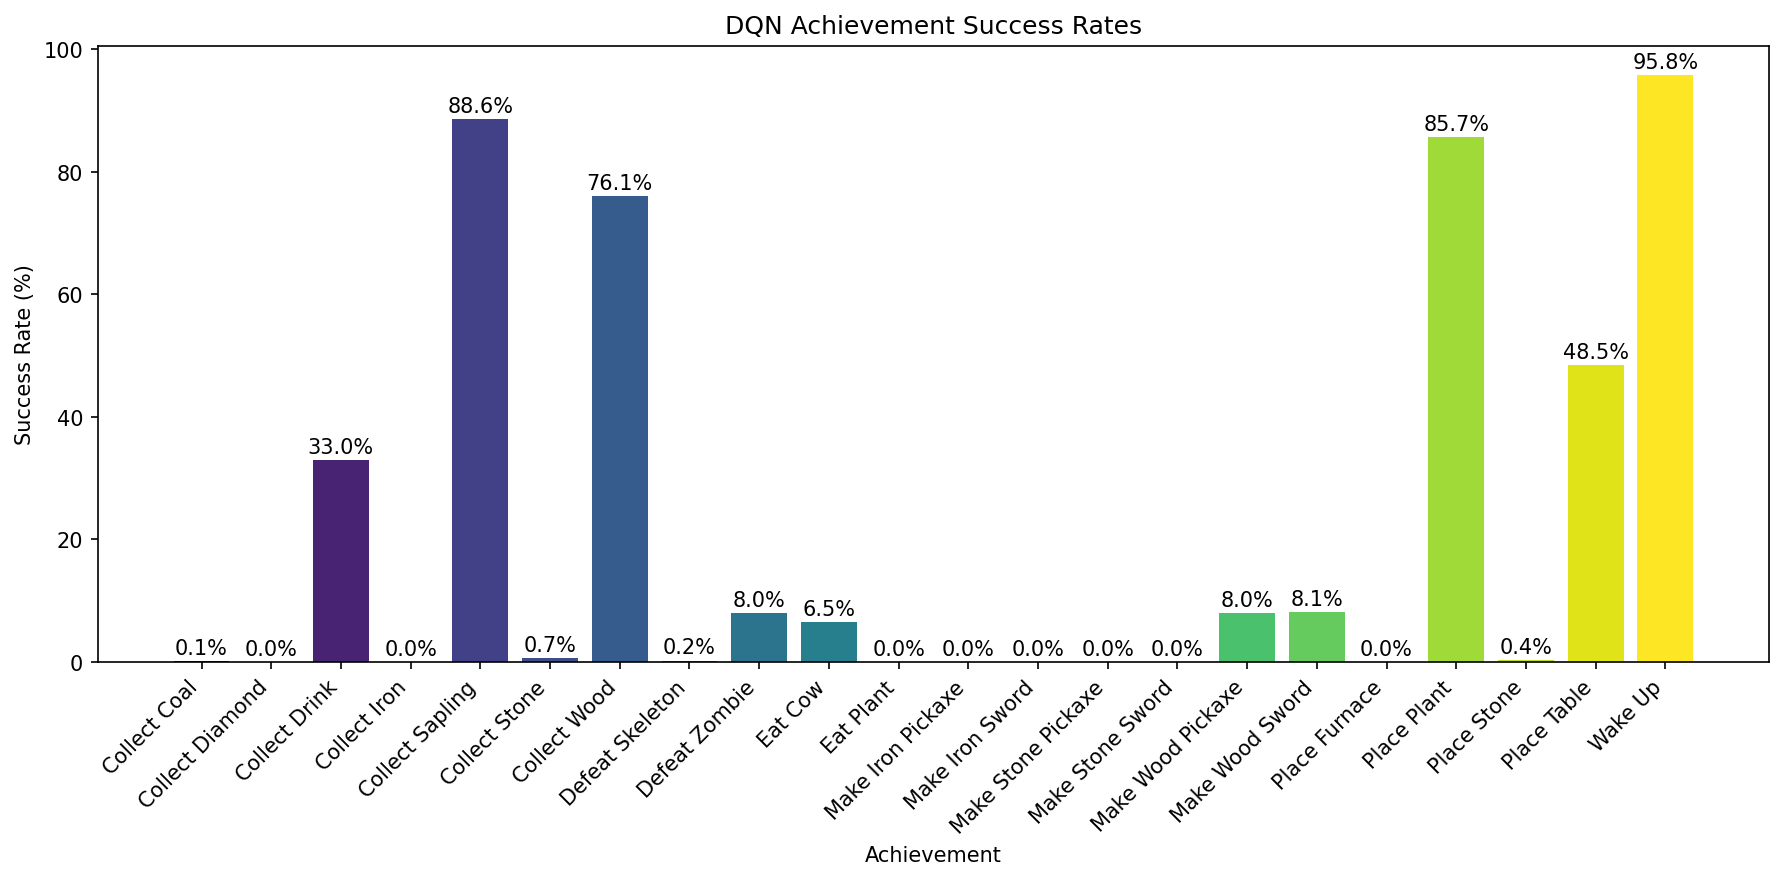 DQN Achievement Success Rates
Success Rate (%)
100
80
60
40
20
0
0.1%
0.0%
33.0%
0.0%
88.6%
0.7%
76.1%
0.2%
8.0%
6.5%
0.0%
0.0%
0.0%
0.0%
0.0%
8.0%
8.1%
0.0%
85.7%
0.4%
48.5%
95.8%
Collect Coal
Collect Diamond
Collect Drink
Collect Iron
Collect Sapling
Collect Stone
Collect Wood
Defeat Skeleton
Defeat Zombie
Eat Cow
Eat Plant
Make Iron Pickaxe
Make Iron Sword
Make Stone Pickaxe
Make Stone Sword
Make Wood Pickaxe
Make Wood Sword
Place Furnace
Place Plant
Place Stone
Place Table
Wake Up
Achievement